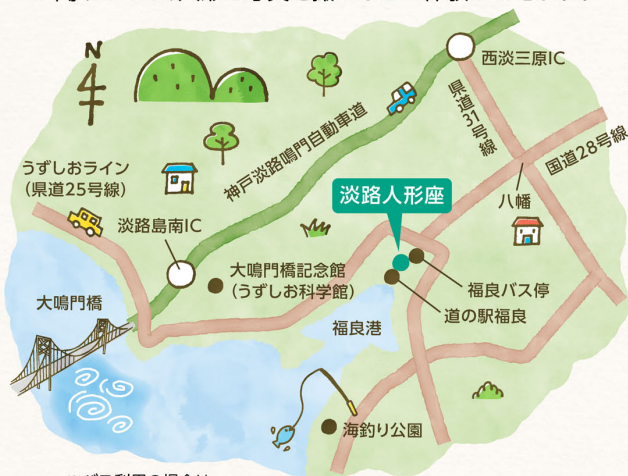 N
西淡三原IC
県道31号線
国道28号線
神戸淡路鳴門自動車道
うずしおライン
(県道25号線)
淡路人形座
八幡
淡路島南IC
大鳴門橋記念館
(うずしお科学館)
福良バス停
道の駅福良
大鳴門橋
福良港
海釣り公園